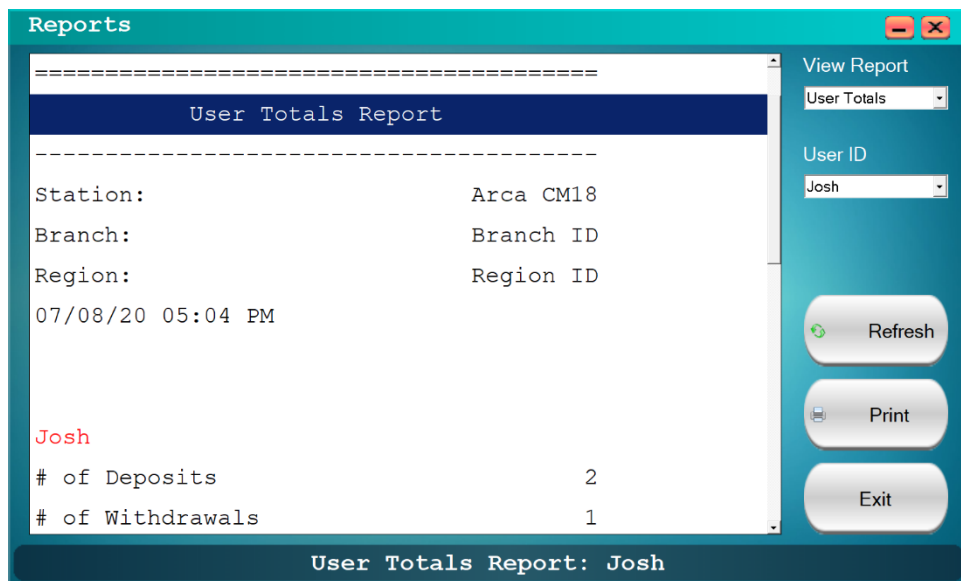 Reports
========================================
User Totals Report
----------------------------------------
Station: Arca CM18
Branch: Branch ID
Region: Region ID
07/08/20 05:04 PM
Josh
# of Deposits 2
# of Withdrawals 1
View Report
User Totals
User ID
Josh
Refresh
Print
Exit
User Totals Report: Josh